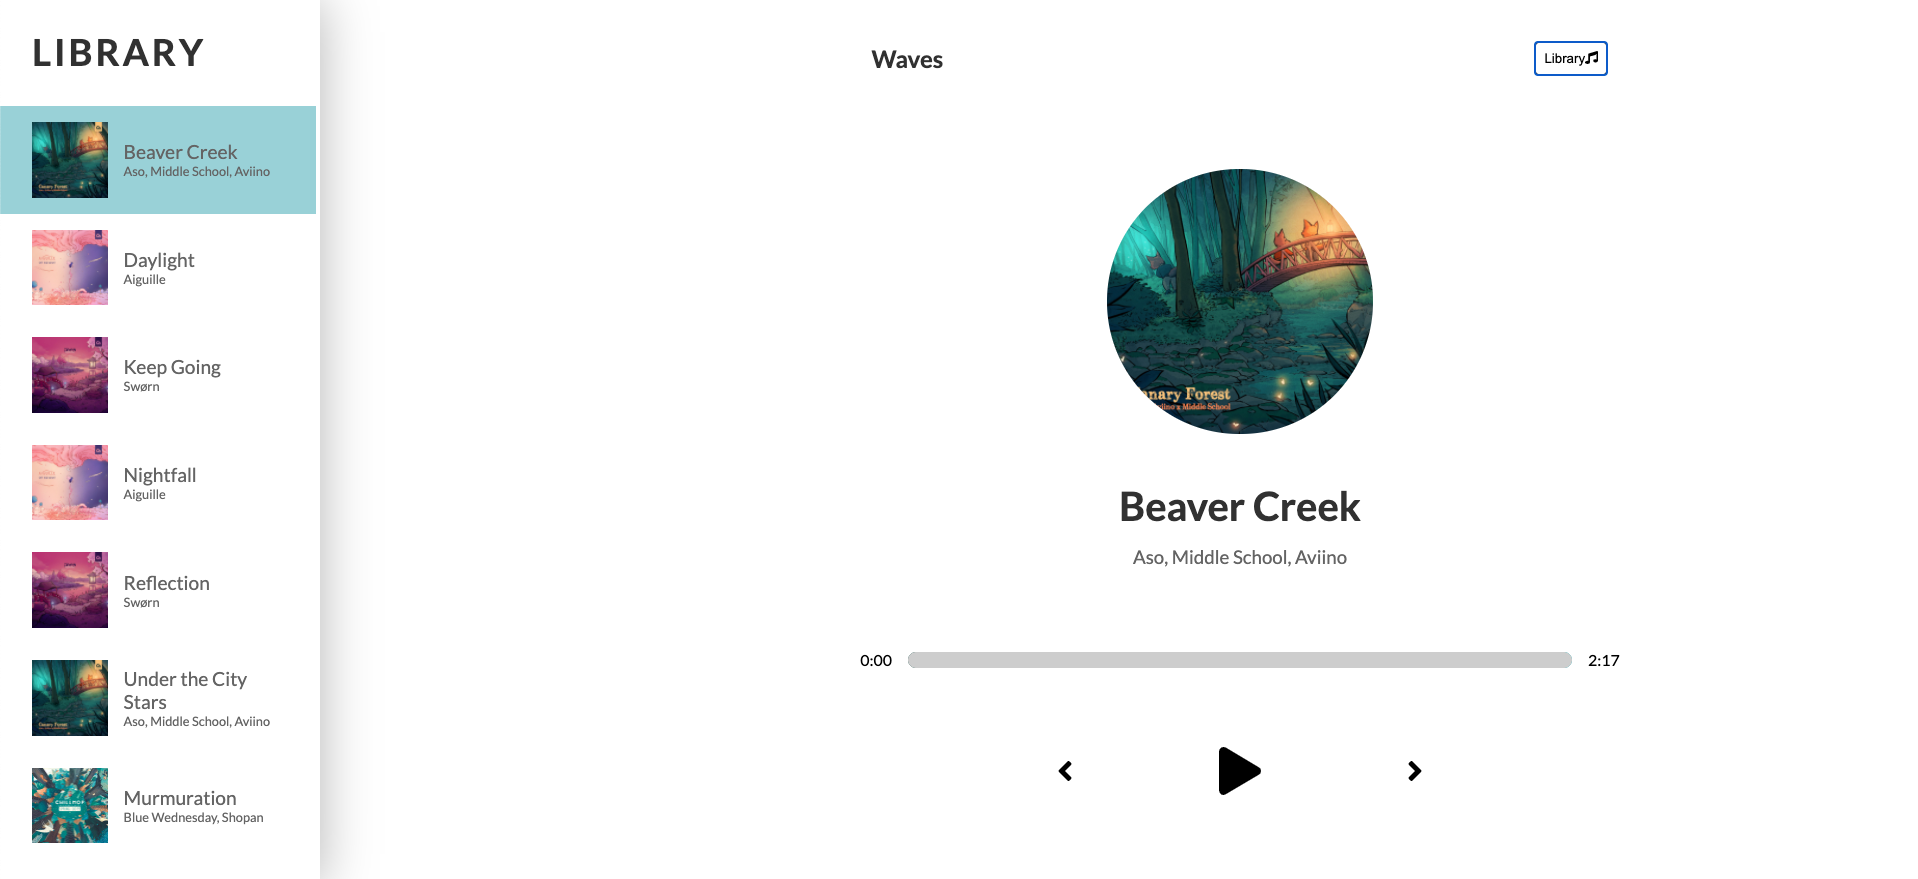 LIBRARY
Beaver Creek
Aso, Middle School, Aviino
Daylight
Aiguille
Keep Going
Swørn
Nightfall
Aiguille
Reflection
Swørn
Under the City
Stars
Aso, Middle School, Aviino
Murmuration
Blue Wednesday, Shopan
Waves
Library
nary Forest
iino x Middle School
Beaver Creek
Aso, Middle School, Aviino
0:00
2:17